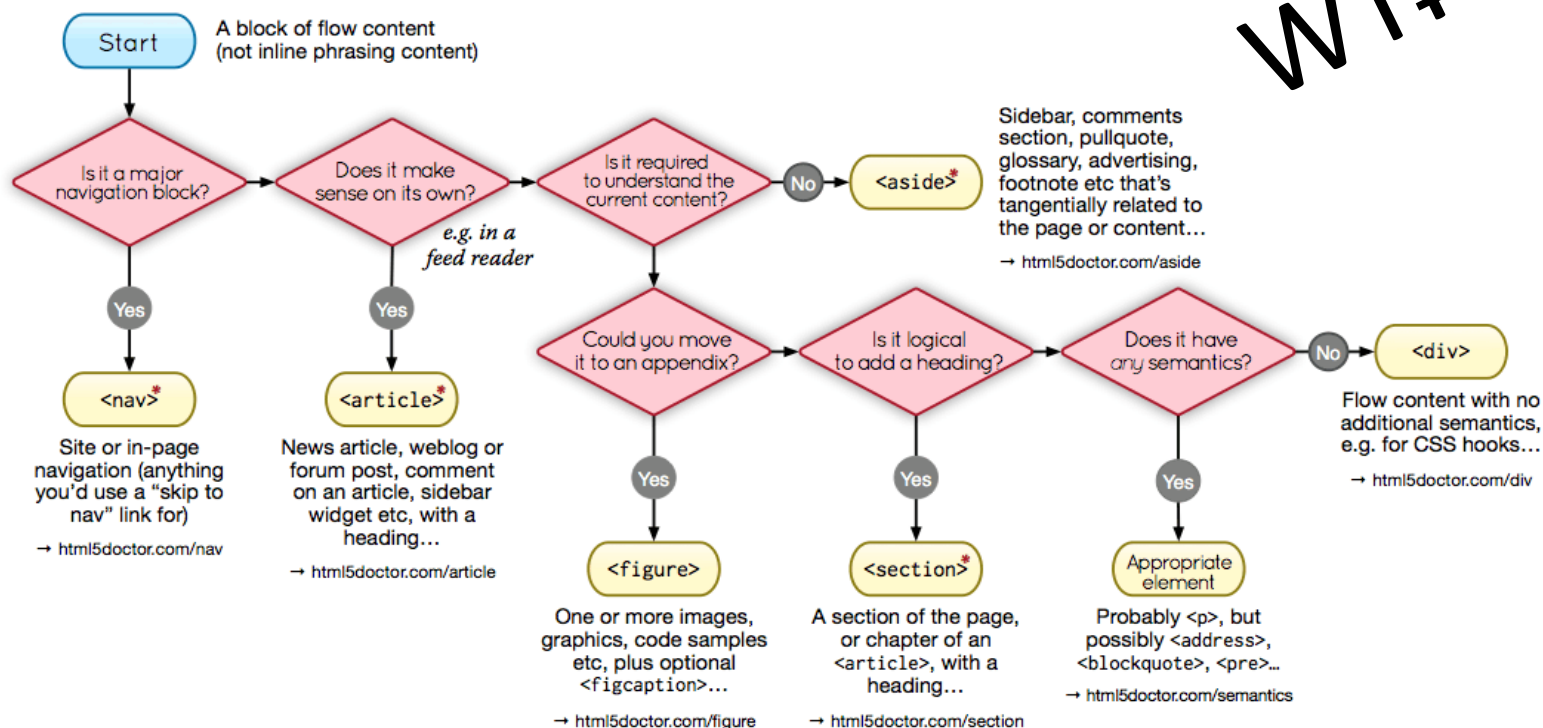 Start
A block of flow content
(not inline phrasing content)
Is it a major
navigation block?
Does it make
sense on its own?
e.g. in a
feed reader
Is it required
to understand the
current content?
No
<aside>*
Sidebar, comments
section, pullquote,
glossary, advertising,
footnote etc that’s
tangentially related to
the page or content…
→ html5doctor.com/aside
Yes
<nav>*
Site or in-page
navigation (anything
you’d use a “skip to
nav” link for)
→ html5doctor.com/nav
Yes
<article>*
News article, weblog or
forum post, comment
on an article, sidebar
widget etc, with a
heading…
→ html5doctor.com/article
Could you move
it to an appendix?
Is it logical
to add a heading?
Does it have
any semantics?
No
<div>
Flow content with no
additional semantics,
e.g. for CSS hooks…
→ html5doctor.com/div
Yes
<figure>
One or more images,
graphics, code samples
etc, plus optional
<figcaption>…
→ html5doctor.com/figure
Yes
<section>*
A section of the page,
or chapter of an
<article>, with a
heading…
→ html5doctor.com/section
Yes
Appropriate
element
Probably <p>, but
possibly <address>,
<blockquote>, <pre>…
→ html5doctor.com/semantics